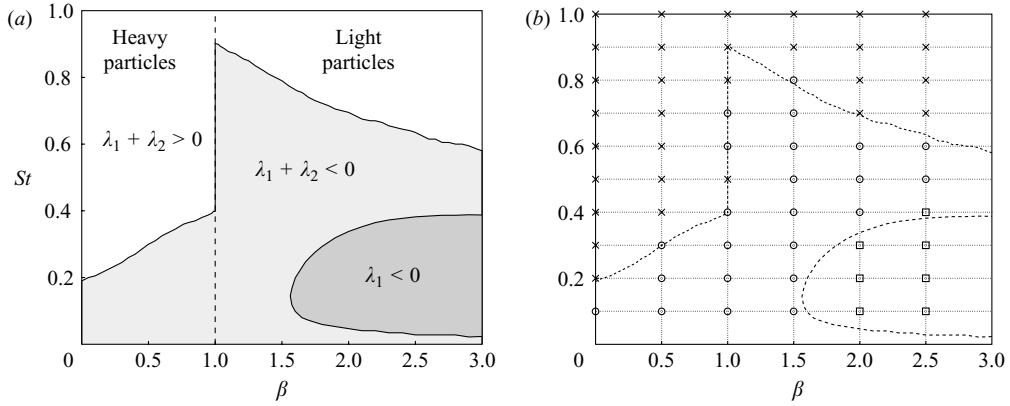 (a)
1.0
0.8
0.6
0.4
0.2
0
St
Heavy
particles
Light
particles
λ1 + λ2 > 0
λ1 + λ2 < 0
λ1 < 0
0.5
1.0
1.5
2.0
2.5
3.0
β
(b)
1.0
0.8
0.6
0.4
0.2
0
0.5
1.0
1.5
2.0
2.5
3.0
β